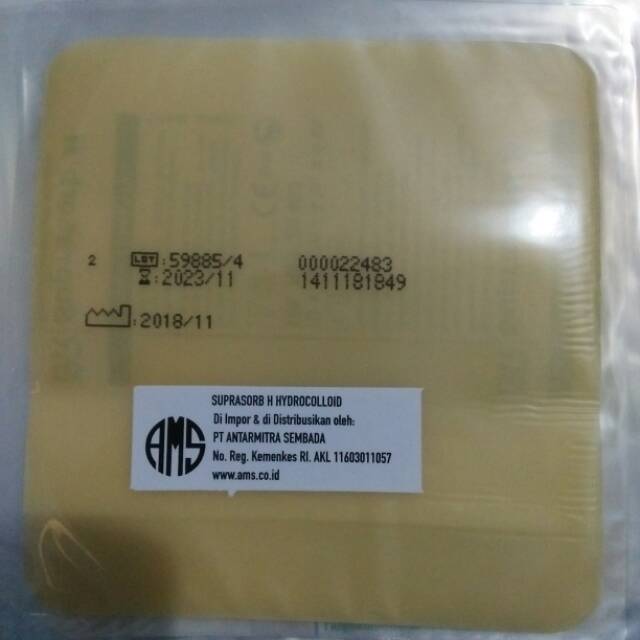 2 LOT:59885/4 000022483
:2023/11 1411181849
:2018/11
SUPRASORB H HYDROCOLLOID
Di Impor & di Distribusikan oleh:
AMS
PT ANTARMITRA SEMBADA
No. Reg. Kemenkes RI. AKL 11603011057
www.ams.co.id